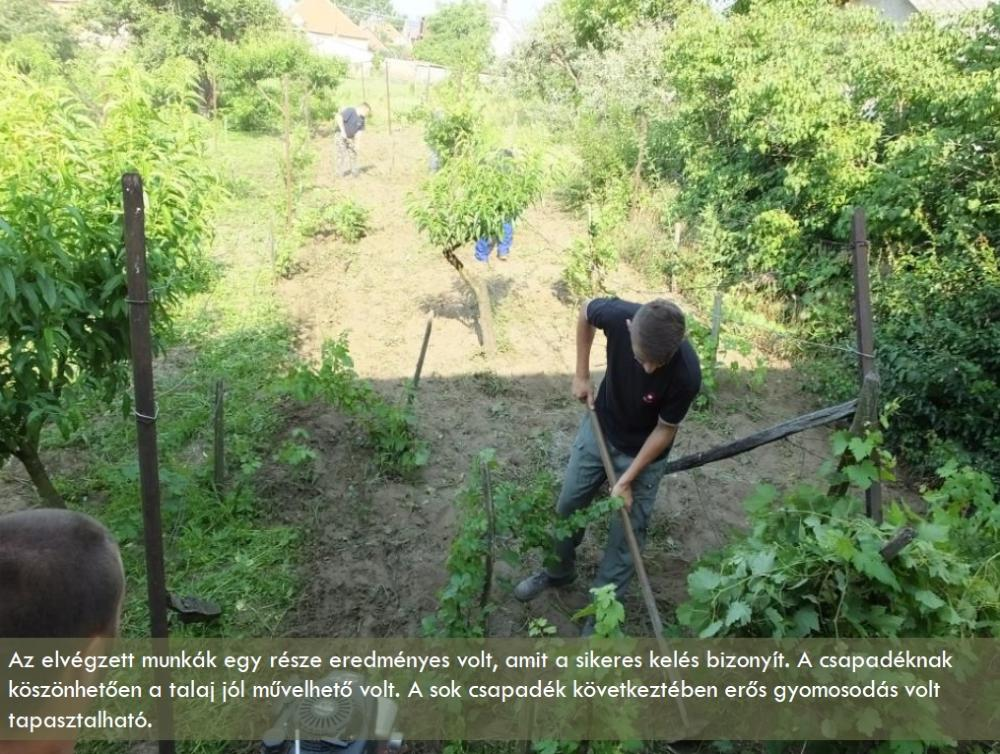 Az elvégzett munkák egy része eredményes volt, amit a sikeres kelés bizonyít. A csapadéknak
köszönhetően a talaj jól művelhető volt. A sok csapadék következtében erős gyomosodás volt
tapasztalható.